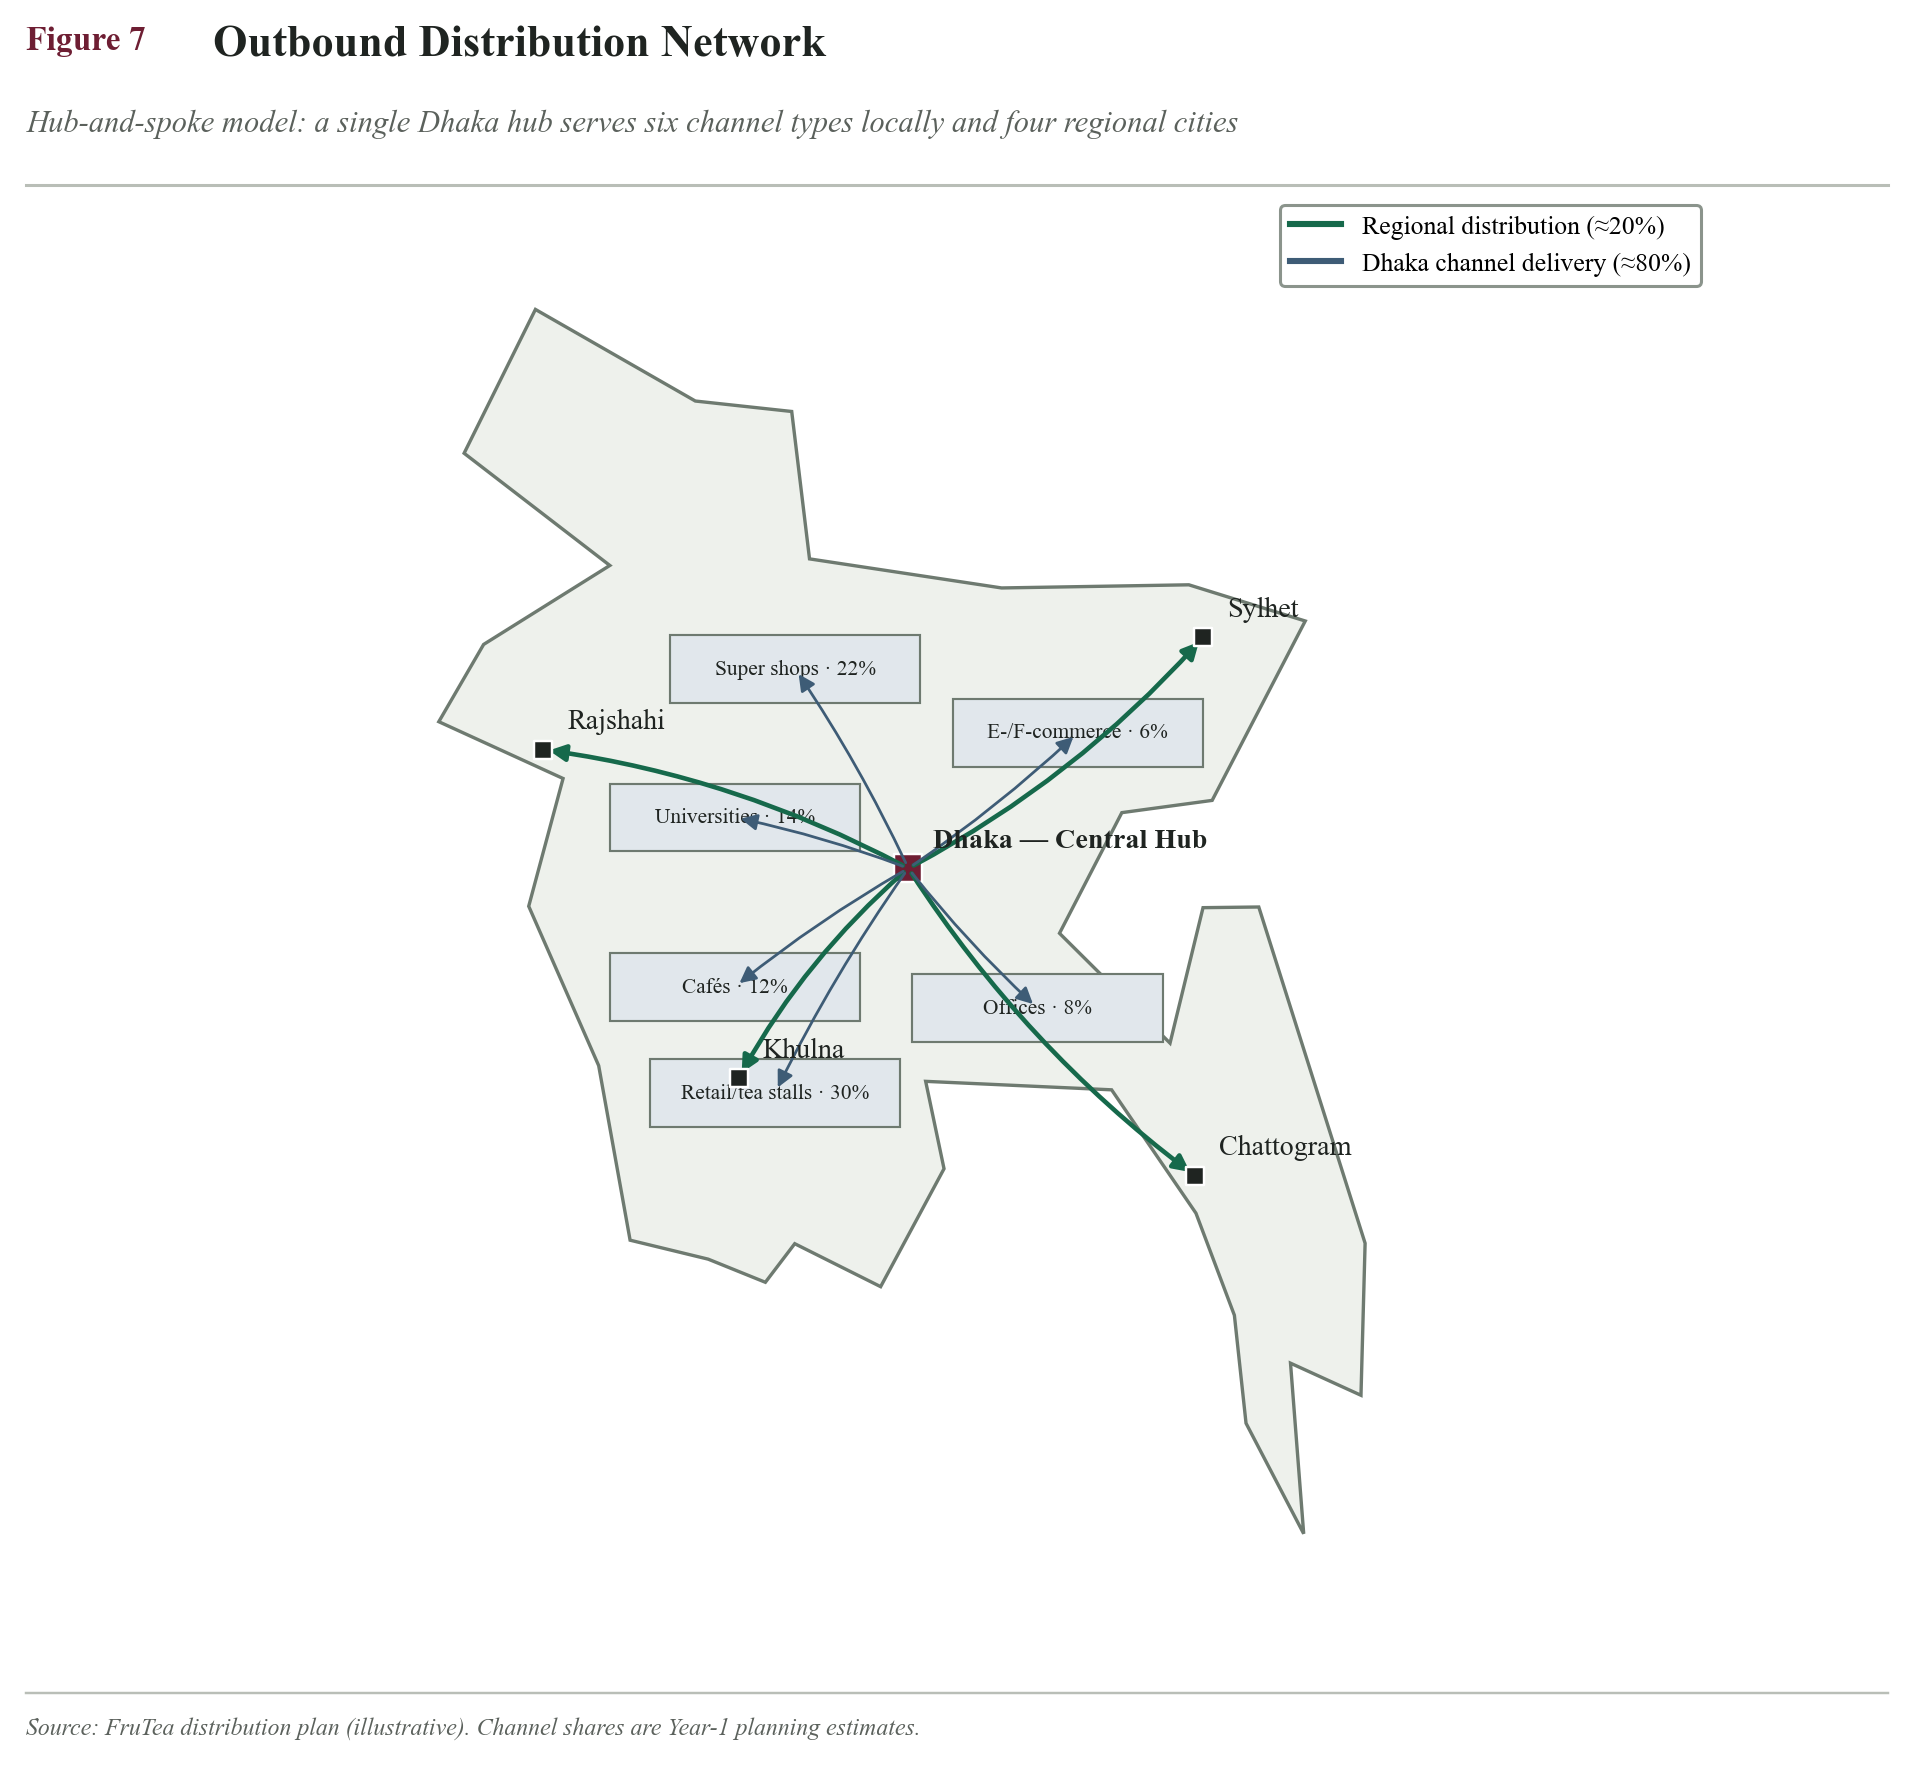 Figure 7 Outbound Distribution Network
Hub-and-spoke model: a single Dhaka hub serves six channel types locally and four regional cities
Regional distribution (≈20%)
Dhaka channel delivery (≈80%)
Sylhet
Super shops · 22%
Rajshahi
E-/F-commerce · 6%
Universities · 14%
Dhaka — Central Hub
Cafés · 12%
Offices · 8%
Khulna
Retail/tea stalls · 30%
Chattogram
Source: FruTea distribution plan (illustrative). Channel shares are Year-1 planning estimates.